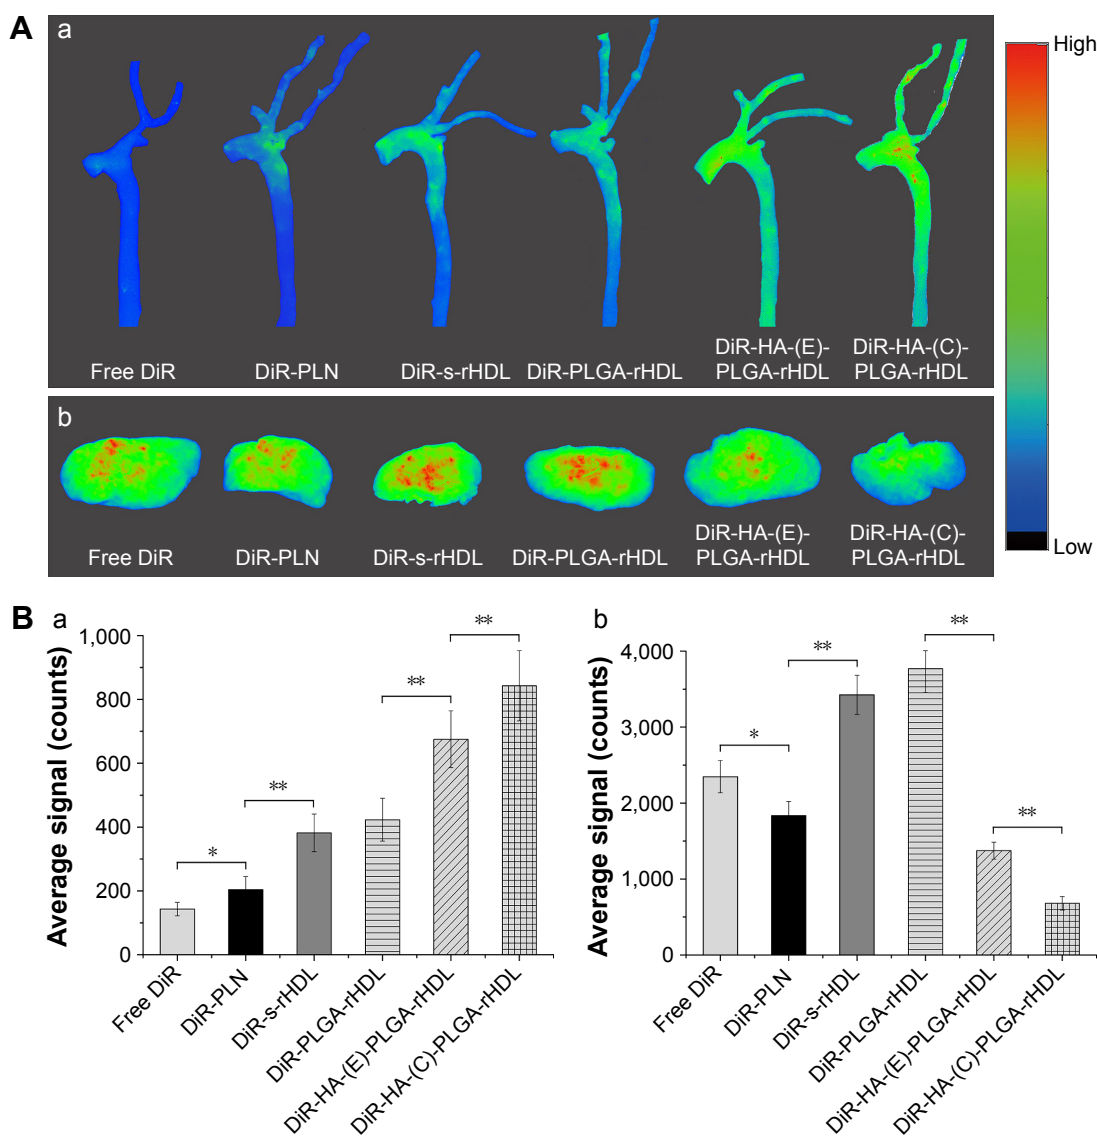 A
a
High
Free DiR
DiR-PLN
DiR-s-rHDL
DiR-PLGA-rHDL
DiR-HA-(E)-
PLGA-rHDL
DiR-HA-(C)-
PLGA-rHDL
b
Free DiR
DiR-PLN
DiR-s-rHDL
DiR-PLGA-rHDL
DiR-HA-(E)-
PLGA-rHDL
DiR-HA-(C)-
PLGA-rHDL
Low
B
a
Average signal (counts)
1,000
800
600
400
200
0
*
**
**
**
Free DiR
DiR-PLN
DiR-s-rHDL
DiR-PLGA-rHDL
DiR-HA-(E)-PLGA-rHDL
DiR-HA-(C)-PLGA-rHDL
b
Average signal (counts)
4,000
3,000
2,000
1,000
0
*
**
**
**
Free DiR
DiR-PLN
DiR-s-rHDL
DiR-PLGA-rHDL
DiR-HA-(E)-PLGA-rHDL
DiR-HA-(C)-PLGA-rHDL